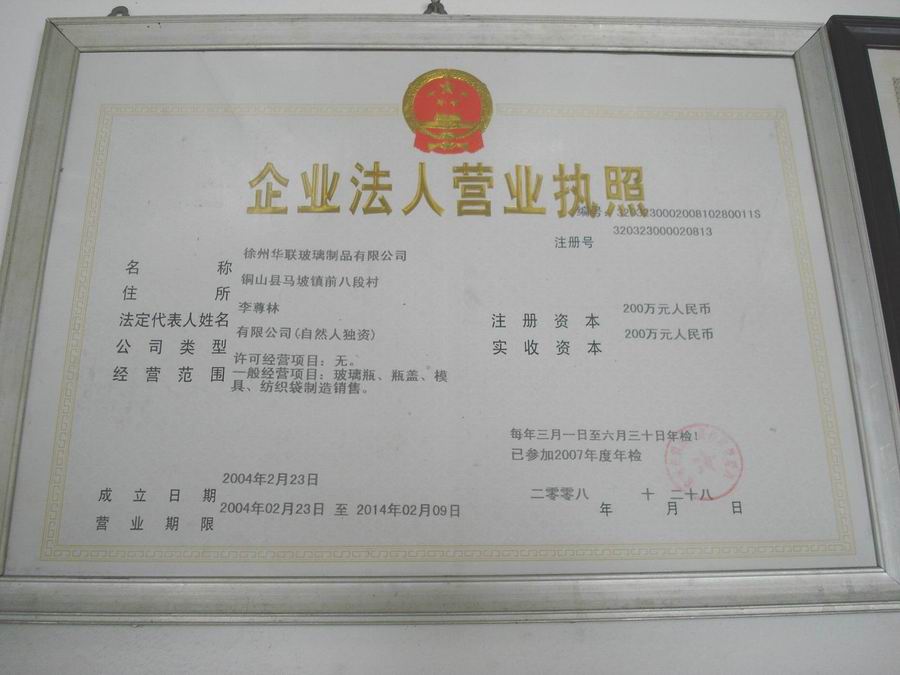 企业法人营业执照
编号：320323000200810280011S
注册号 320323000020813
名称 徐州华联玻璃制品有限公司
住所 铜山县马坡镇前八段村
法定代表人姓名 李尊林
注册资本 200万元人民币
公司类型 有限公司(自然人独资)
实收资本 200万元人民币
经营范围 许可经营项目：无。
一般经营项目：玻璃瓶、瓶盖、模
具、纺织袋制造销售。
每年三月一日至六月三十日年检!
已参加2007年度年检
成立日期 2004年2月23日
营业期限 2004年02月23日 至 2014年02月09日
二零零八年 十月 二十八日